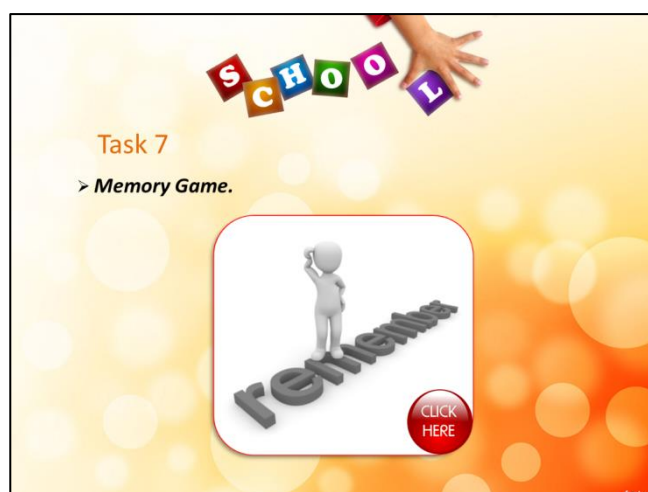 SCHOOL
Task 7
➢ Memory Game.
remember
CLICK
HERE